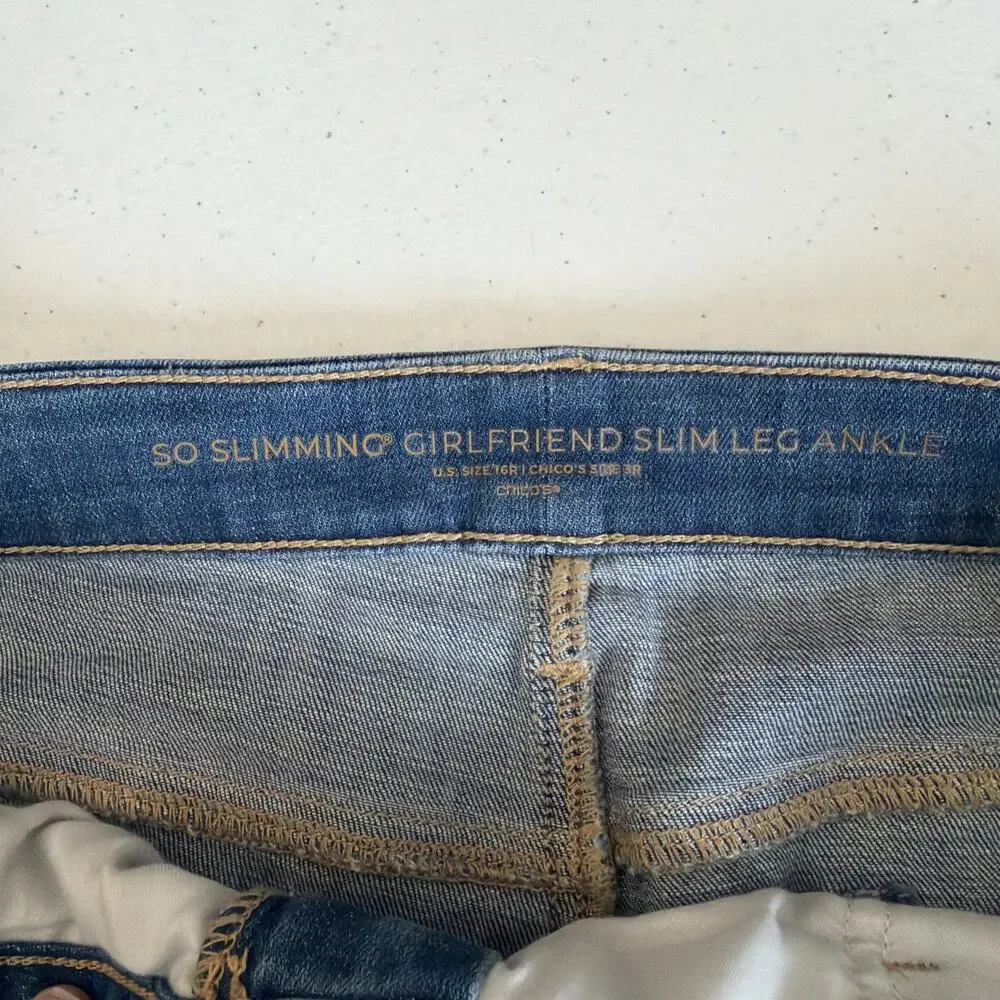 SO SLIMMING® GIRLFRIEND SLIM LEG ANKLE
U.S. SIZE 16R | CHICO'S SIZE 3R
CHICO'S®